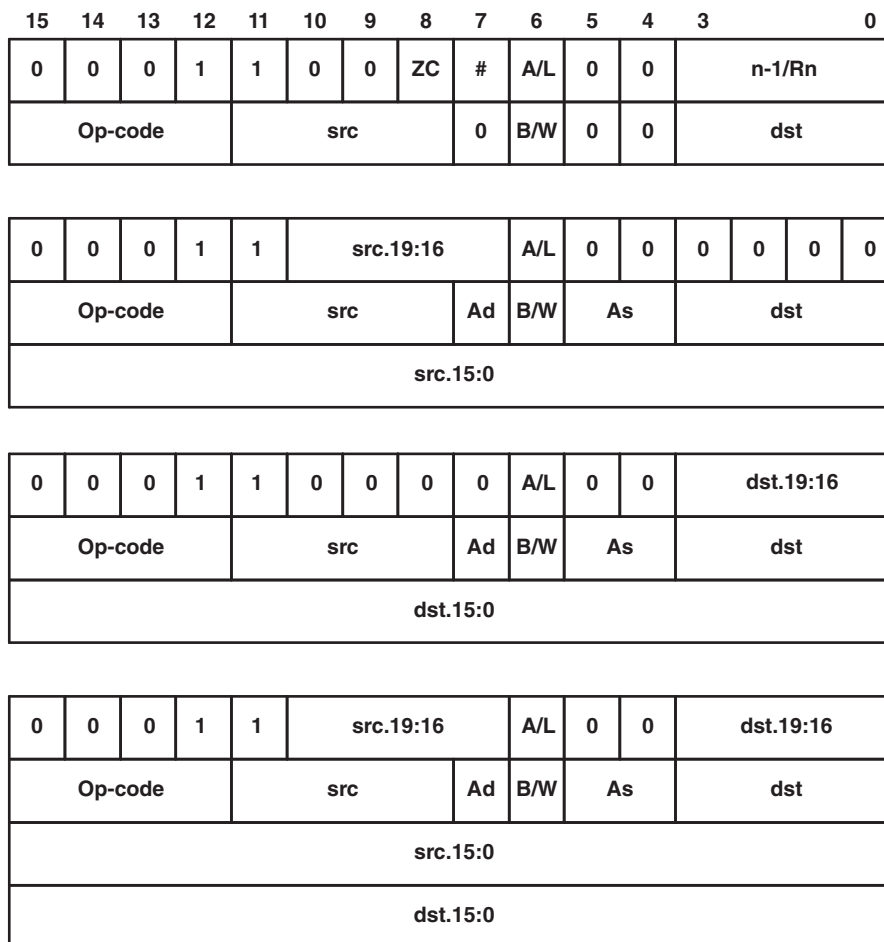 15 14 13 12 11 10 9 8 7 6 5 4 3 0
0 0 0 1 1 0 0 ZC # A/L 0 0 n-1/Rn
Op-code src 0 B/W 0 0 dst
0 0 0 1 1 src.19:16 A/L 0 0 0 0 0 0
Op-code src Ad B/W As dst
src.15:0
0 0 0 1 1 0 0 0 0 A/L 0 0 dst.19:16
Op-code src Ad B/W As dst
dst.15:0
0 0 0 1 1 src.19:16 A/L 0 0 dst.19:16
Op-code src Ad B/W As dst
src.15:0
dst.15:0